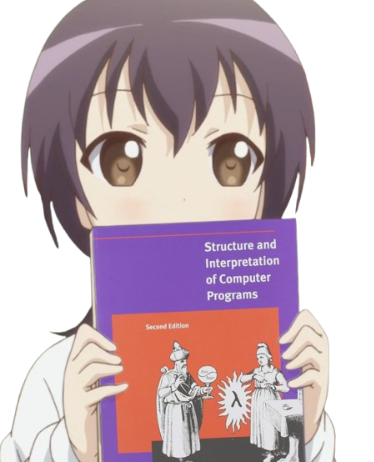 Structure and
Interpretation
of Computer
Programs
Second Edition
λ